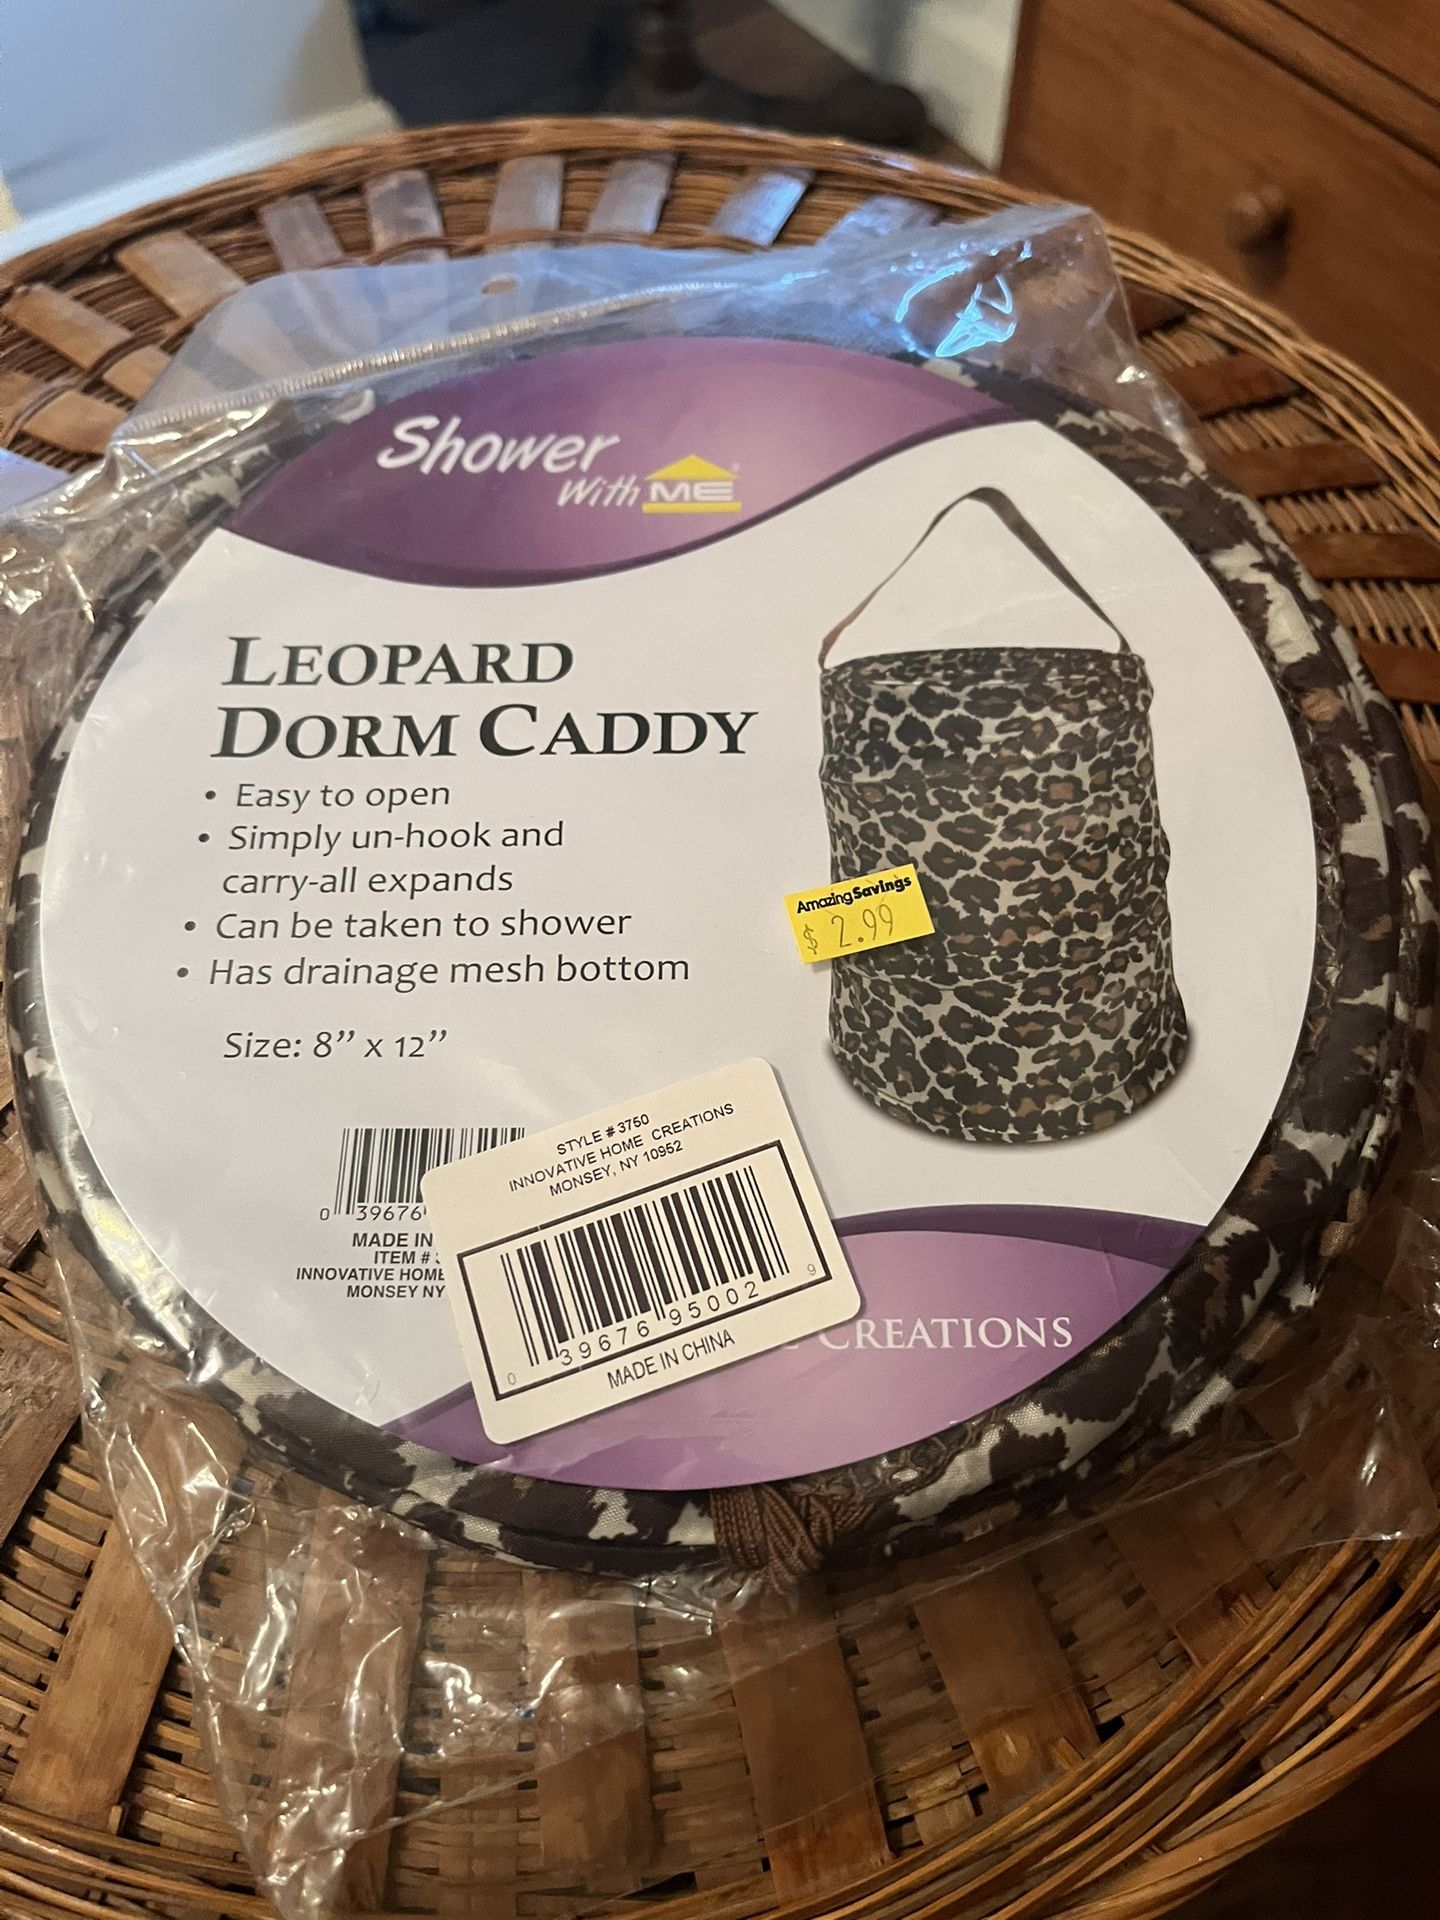 Shower
With ME
LEOPARD
DORM CADDY
• Easy to open
• Simply un-hook and
carry-all expands
• Can be taken to shower
• Has drainage mesh bottom
Size: 8” x 12”
Amazing Savings
$ 2.99
0 39676
MADE IN
ITEM #
INNOVATIVE HOME
MONSEY NY
STYLE # 3750
INNOVATIVE HOME CREATIONS
MONSEY, NY 10952
0 39676 95002 9
MADE IN CHINA
CREATIONS